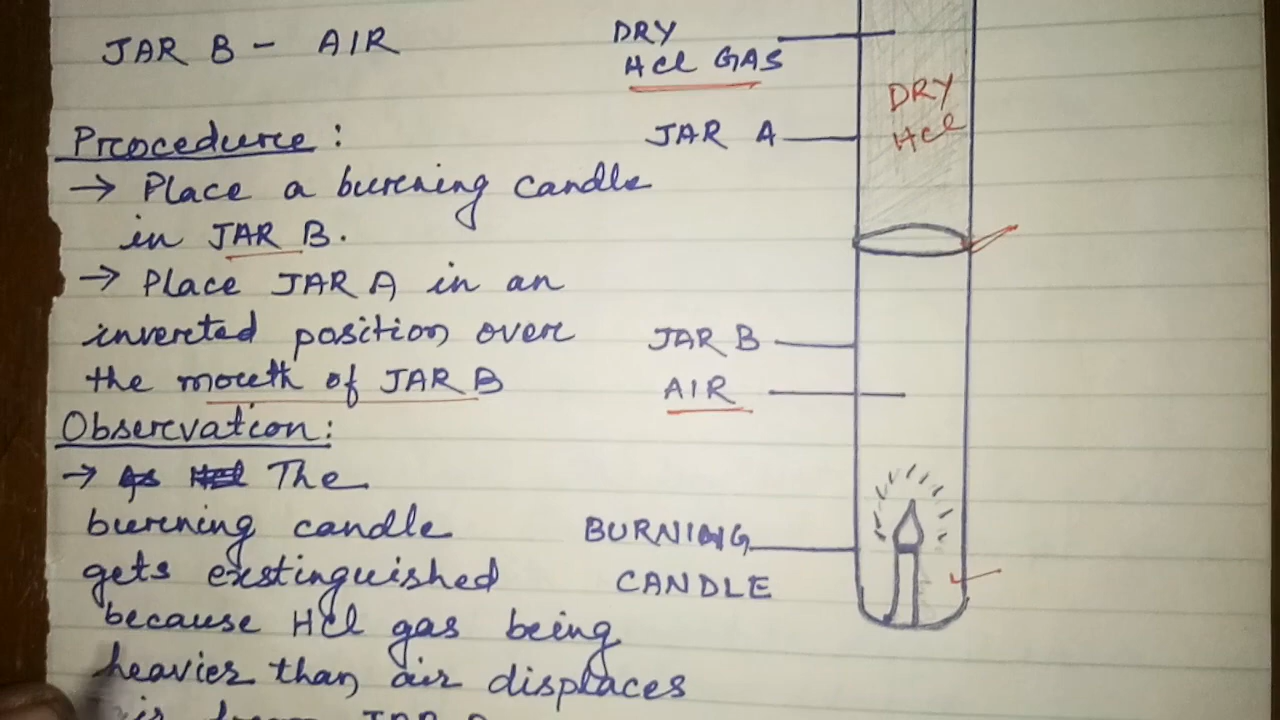 JAR B - AIR
DRY
HCl GAS
DRY
HCl
JAR A
Procedure :
→ Place a burning candle
in JAR B.
→ Place JAR A in an
inverted position over
the mouth of JAR B
JAR B
AIR
Observation:
→ The
burning candle
gets extinguished
because HCl gas being
heavier than air displaces
BURNING
CANDLE